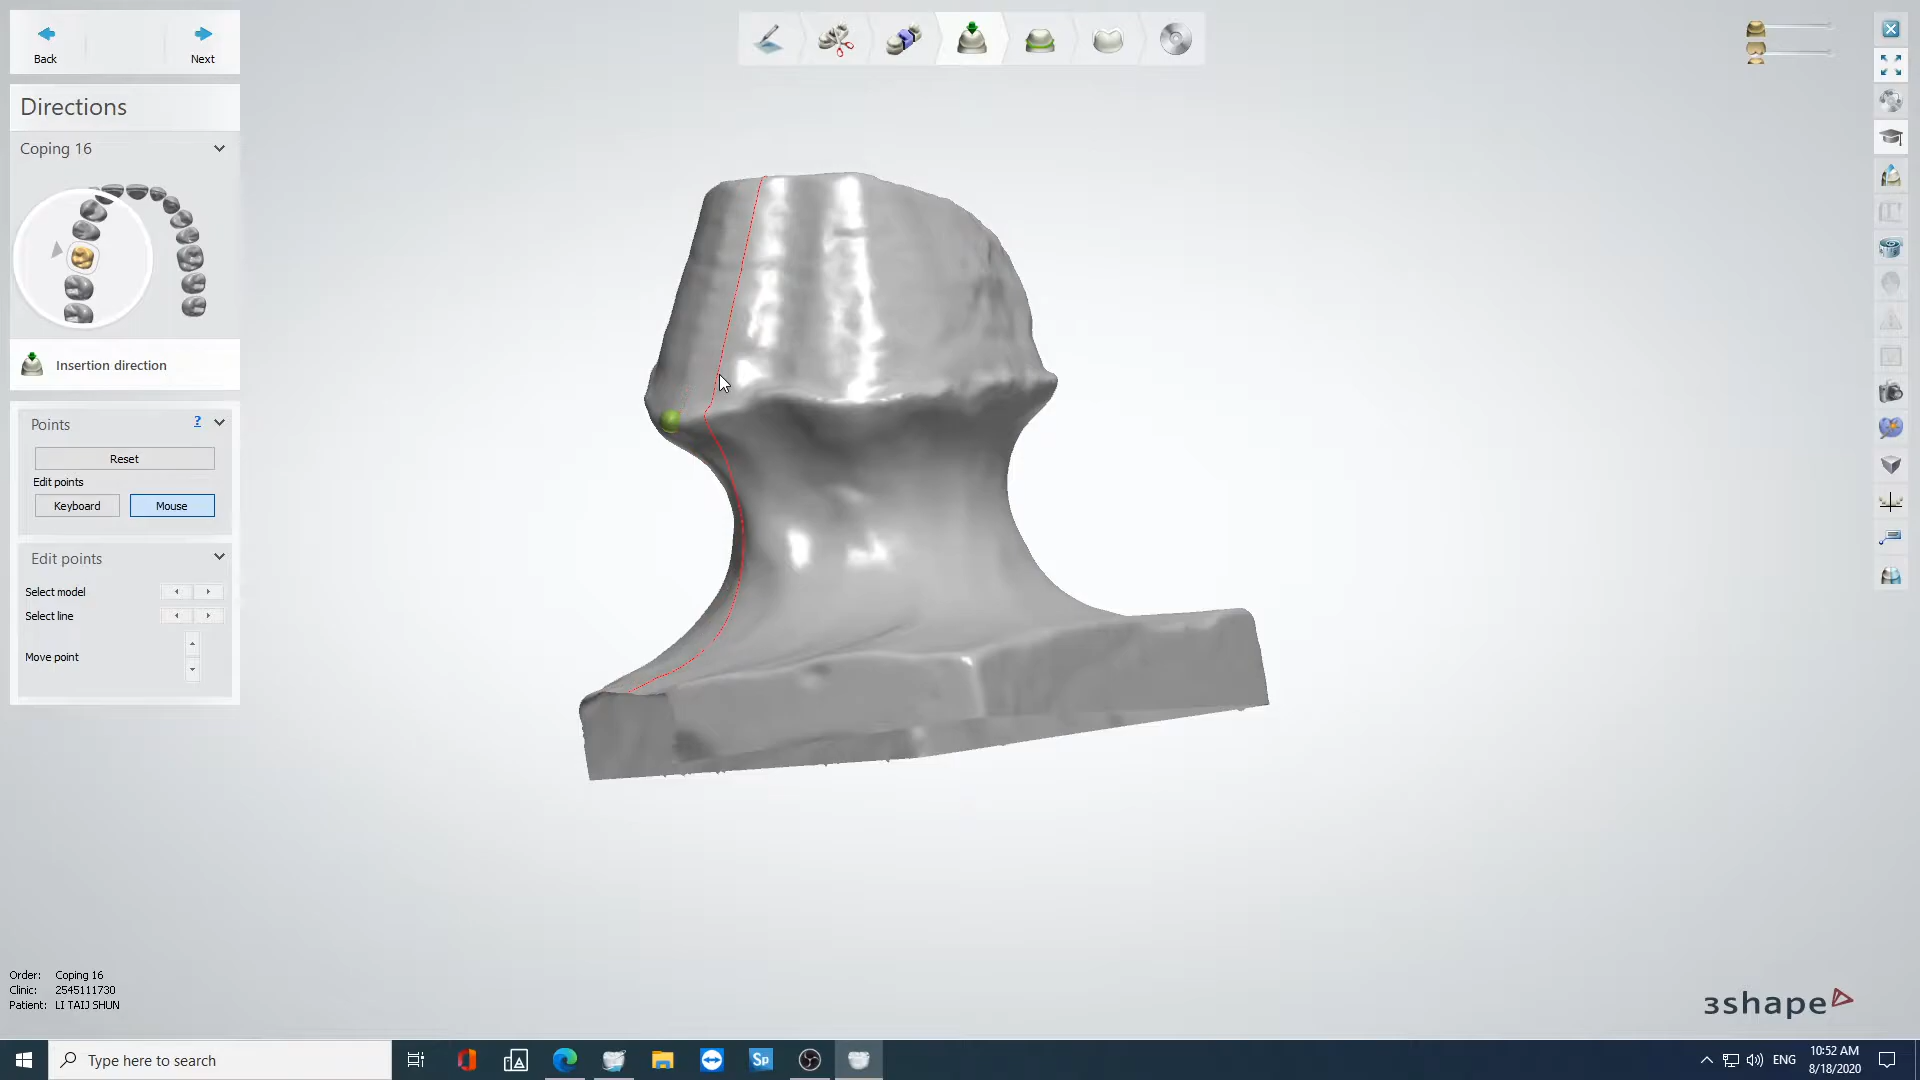 Back
Next
Directions
Coping 16
Insertion direction
Points
?
Reset
Edit points
Keyboard
Mouse
Edit points
Select model
Select line
Move point
Order: Coping 16
Clinic: 2545111730
Patient: LI TAIJ SHUN
3shape
Type here to search
Sp
ENG
10:52 AM
8/18/2020